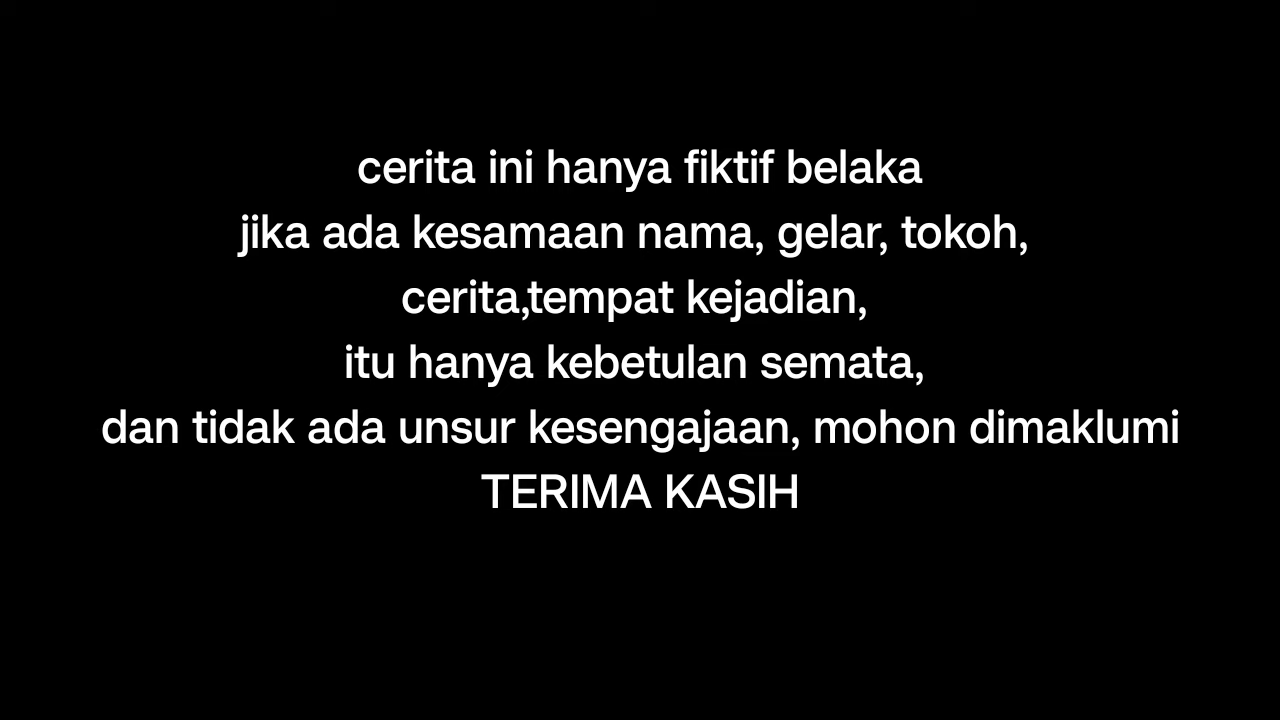 cerita ini hanya fiktif belaka
jika ada kesamaan nama, gelar, tokoh,
cerita,tempat kejadian,
itu hanya kebetulan semata,
dan tidak ada unsur kesengajaan, mohon dimaklumi
TERIMA KASIH